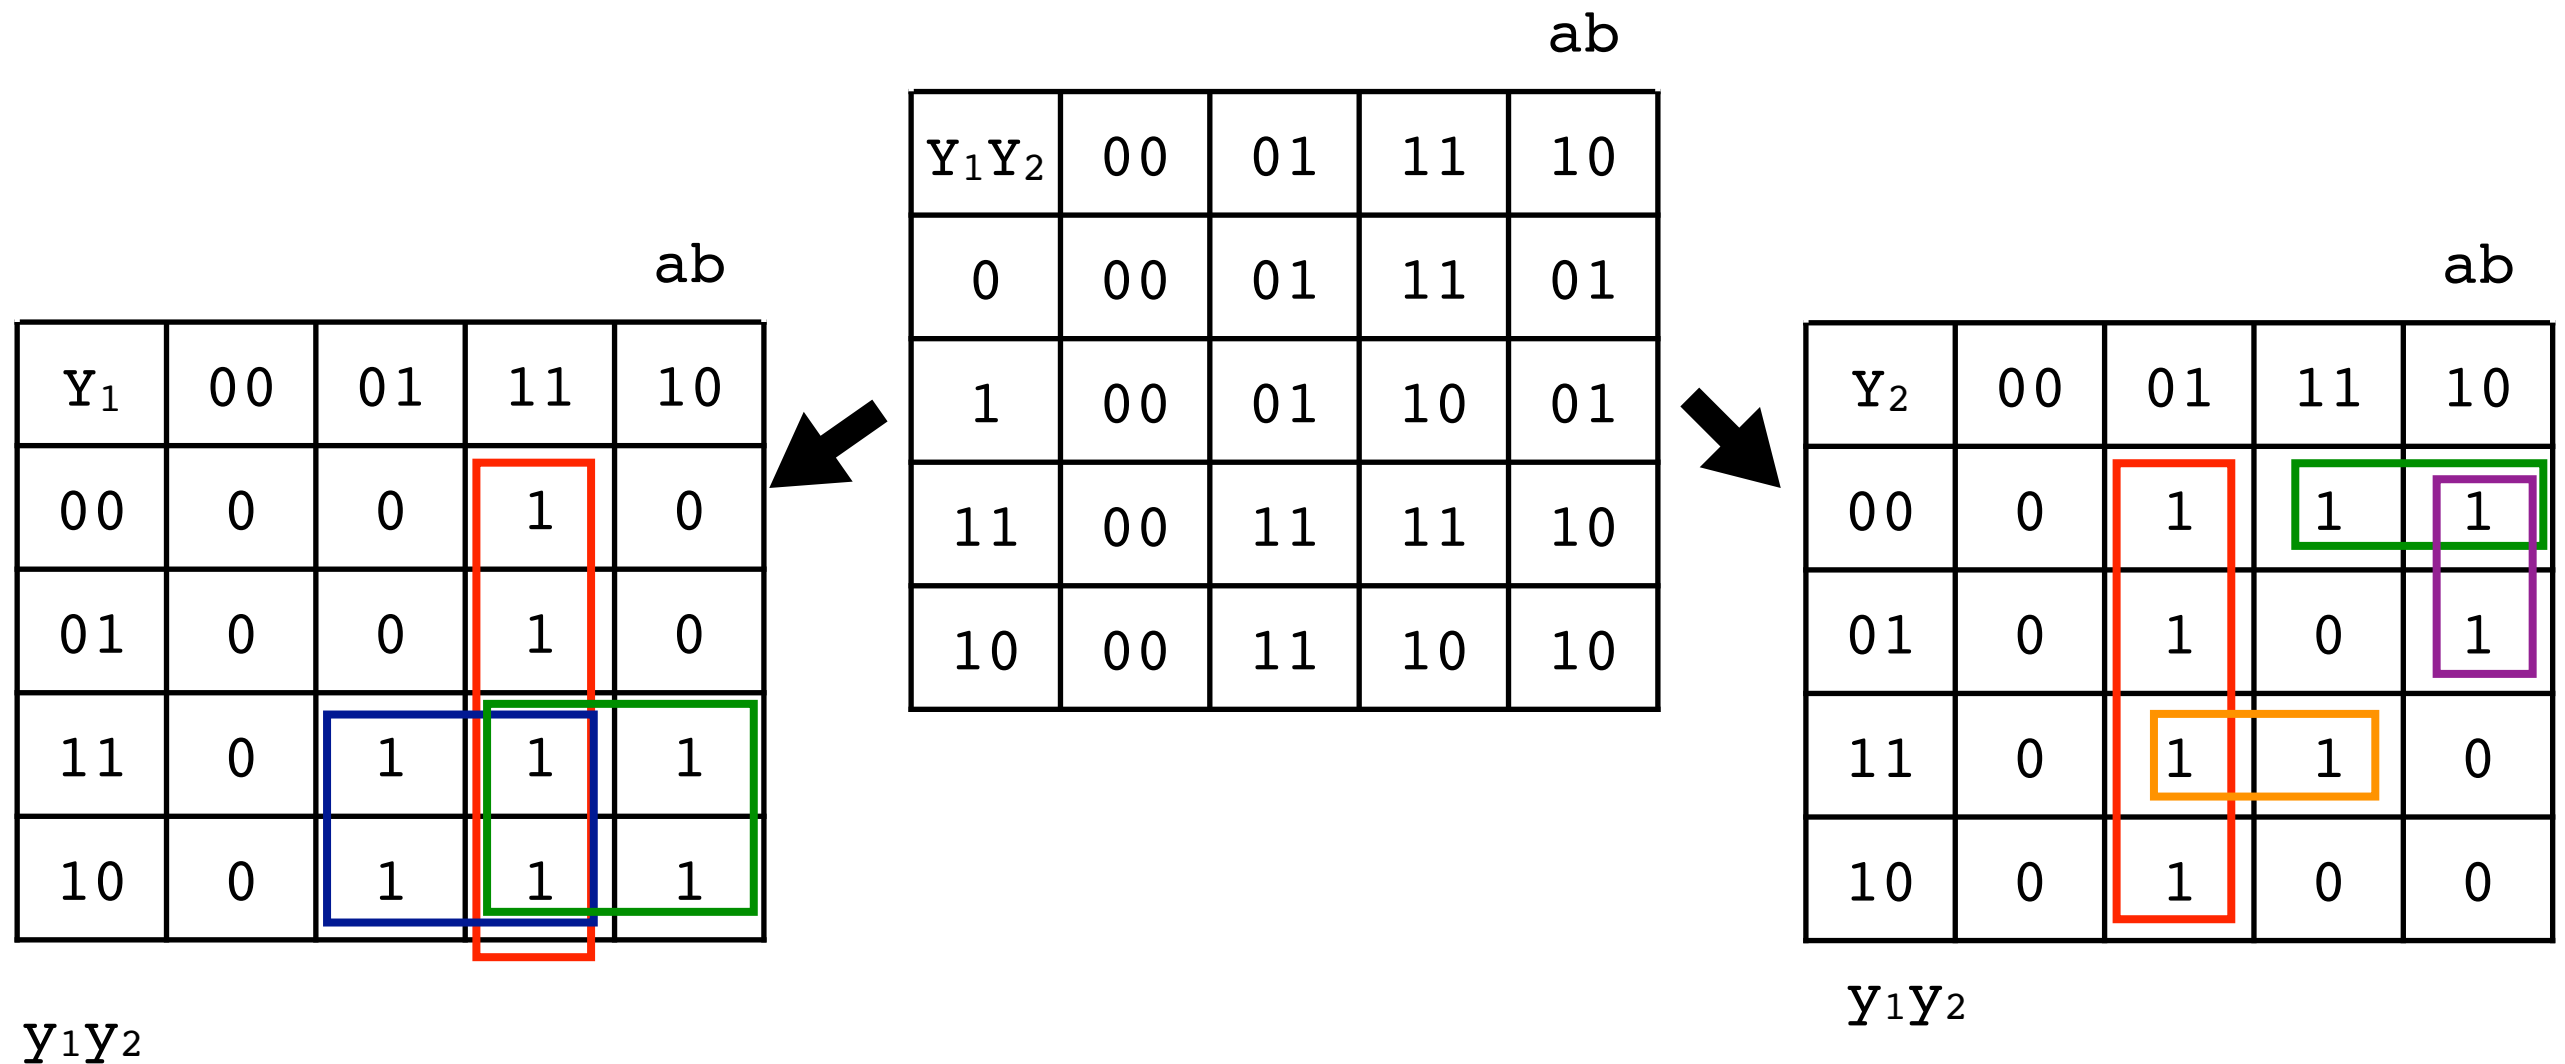 ab
Y₁Y₂ 00 01 11 10
0 00 01 11 01
1 00 01 10 01
11 00 11 11 10
10 00 11 10 10
ab
Y₁ 00 01 11 10
00 0 0 1 0
01 0 0 1 0
11 0 1 1 1
10 0 1 1 1
y₁y₂
ab
Y₂ 00 01 11 10
00 0 1 1 1
01 0 1 0 1
11 0 1 1 0
10 0 1 0 0
y₁y₂